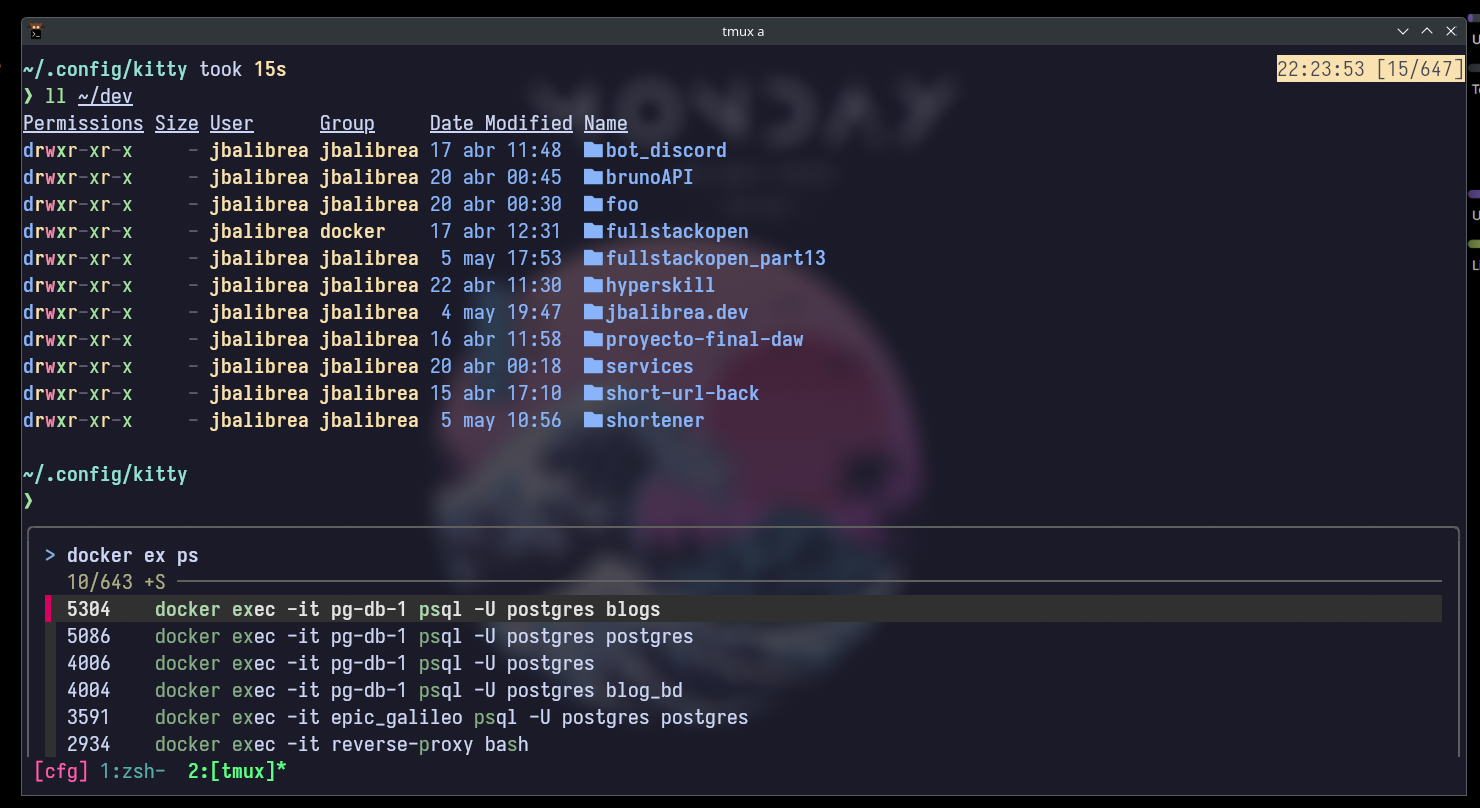 tmux a
~/.config/kitty took 15s
22:23:53 [15/647]
❯ ll ~/dev
Permissions Size User Group Date Modified Name
drwxr-xr-x - jbalibrea jbalibrea 17 abr 11:48 bot_discord
drwxr-xr-x - jbalibrea jbalibrea 20 abr 00:45 brunoAPI
drwxr-xr-x - jbalibrea jbalibrea 20 abr 00:30 foo
drwxr-xr-x - jbalibrea docker 17 abr 12:31 fullstackopen
drwxr-xr-x - jbalibrea jbalibrea 5 may 17:53 fullstackopen_part13
drwxr-xr-x - jbalibrea jbalibrea 22 abr 11:30 hyperskill
drwxr-xr-x - jbalibrea jbalibrea 4 may 19:47 jbalibrea.dev
drwxr-xr-x - jbalibrea jbalibrea 16 abr 11:58 proyecto-final-daw
drwxr-xr-x - jbalibrea jbalibrea 20 abr 00:18 services
drwxr-xr-x - jbalibrea jbalibrea 15 abr 17:10 short-url-back
drwxr-xr-x - jbalibrea jbalibrea 5 may 10:56 shortener
~/.config/kitty
❯
> docker ex ps
10/643 +S
5304 docker exec -it pg-db-1 psql -U postgres blogs
5086 docker exec -it pg-db-1 psql -U postgres postgres
4006 docker exec -it pg-db-1 psql -U postgres
4004 docker exec -it pg-db-1 psql -U postgres blog_bd
3591 docker exec -it epic_galileo psql -U postgres postgres
2934 docker exec -it reverse-proxy bash
[cfg] 1:zsh- 2:[tmux]*
MONDAY